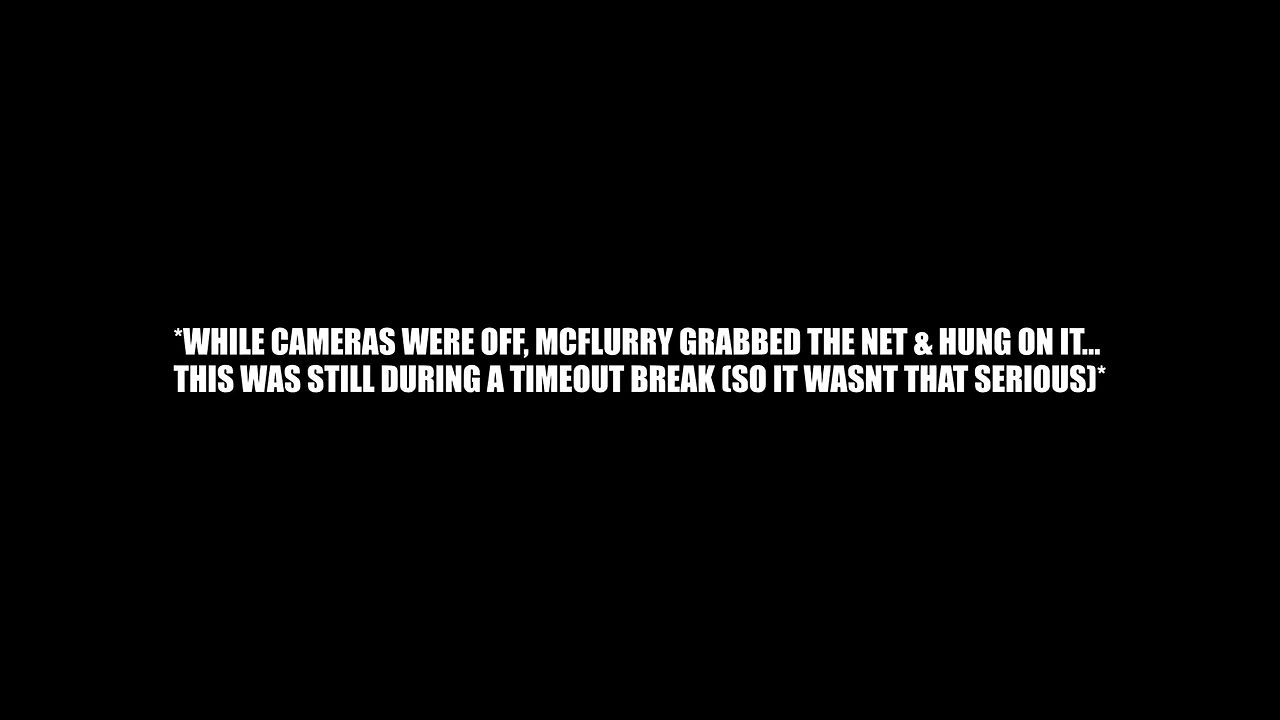 *WHILE CAMERAS WERE OFF, MCFLURRY GRABBED THE NET & HUNG ON IT...
THIS WAS STILL DURING A TIMEOUT BREAK (SO IT WASNT THAT SERIOUS)*